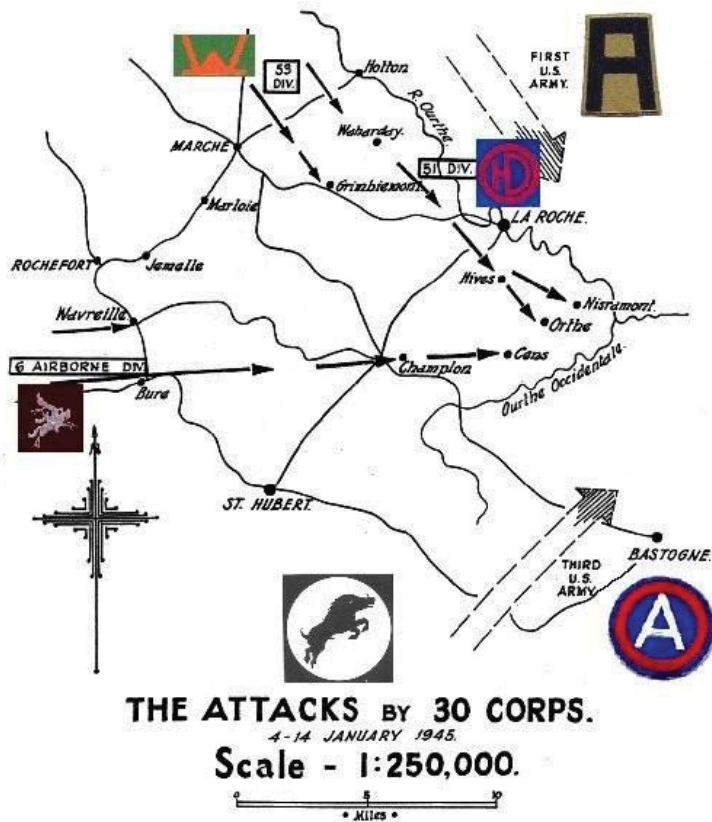 53
DIV.
Hotton
FIRST
U.S.
ARMY.
R. Ourthe.
Waharday.
MARCHE
51 DIV.
HD
Grimbiemont.
Marloie
LA ROCHE.
ROCHEFORT
Jemelle
Hives
Nisramont.
Wavreille
Orthe
6 AIRBORNE DIV
Champlon
Cens
Bure
Ourthe Occidentale.
N
ST. HUBERT.
BASTOGNE.
THIRD
U.S.
ARMY.
A
THE ATTACKS BY 30 CORPS.
4-14 JANUARY 1945.
Scale - 1:250,000.
0 5 10
• Miles •